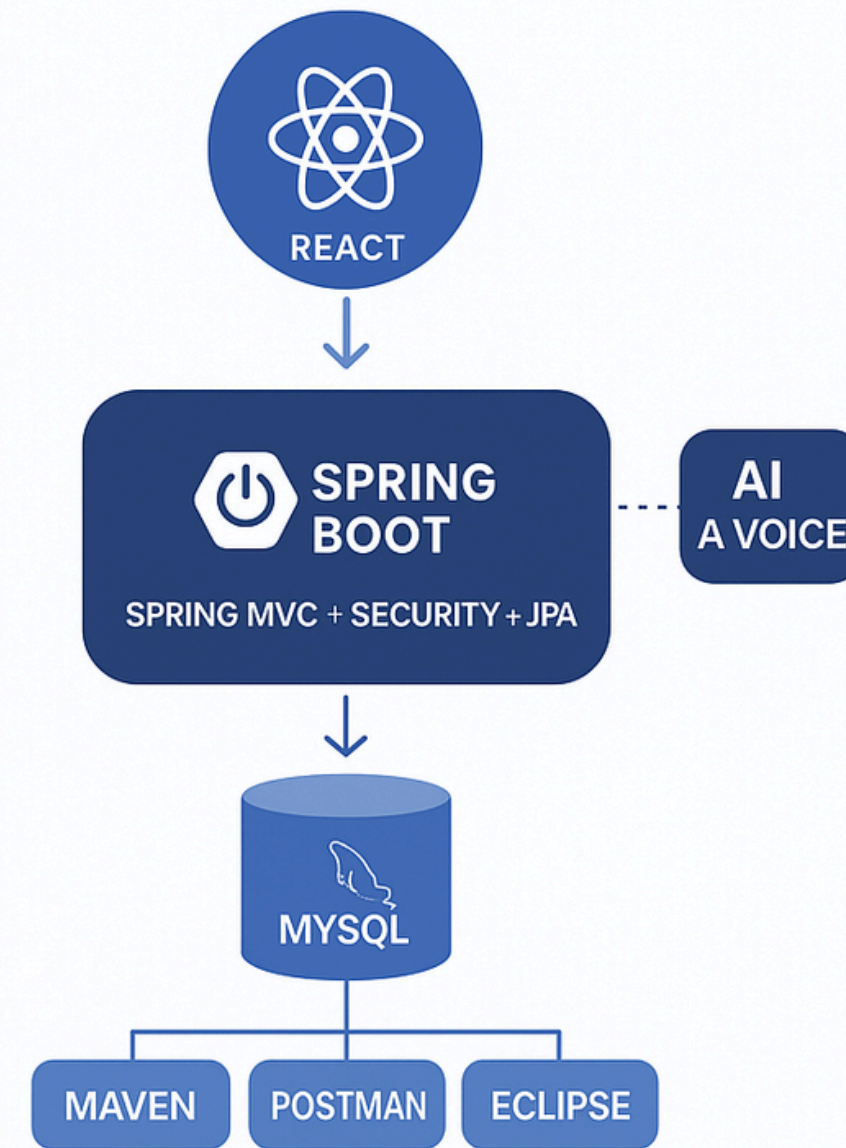 REACT
SPRING
BOOT
SPRING MVC + SECURITY + JPA
AI
A VOICE
MYSQL
MAVEN
POSTMAN
ECLIPSE